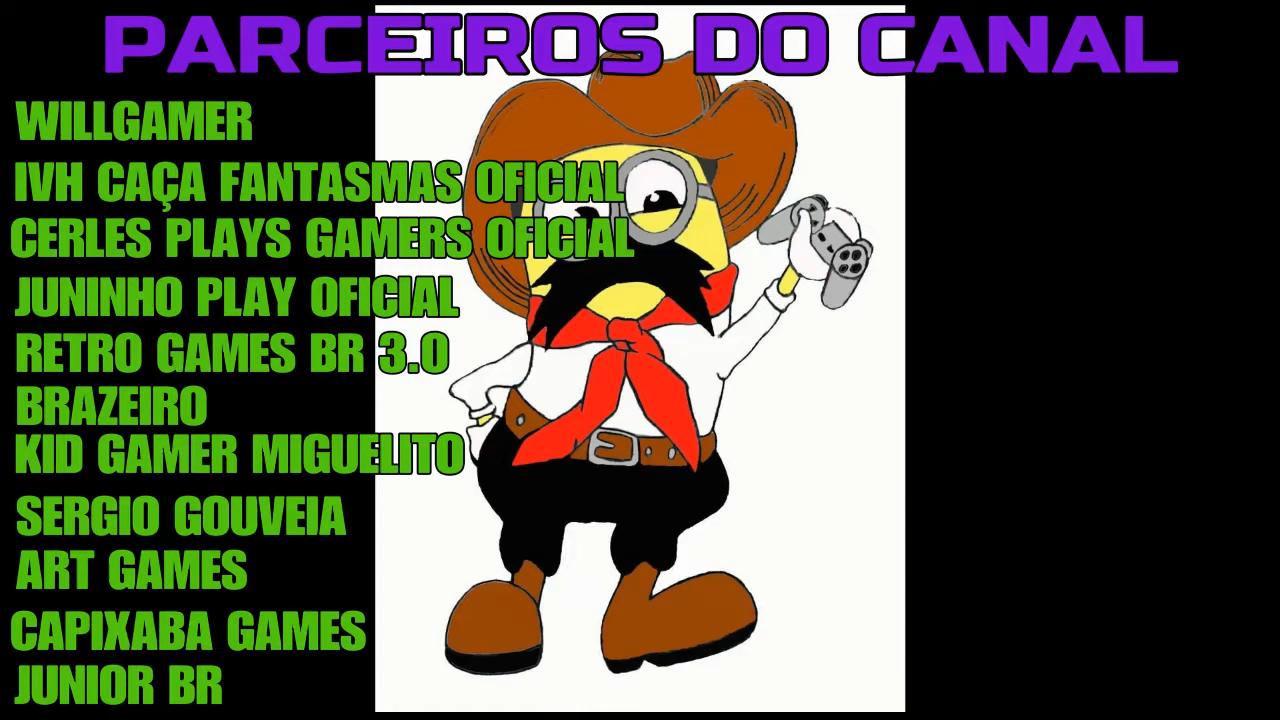 PARCEIROS DO CANAL
WILLGAMER
IVH CAÇA FANTASMAS OFICIAL
CERLES PLAYS GAMERS OFICIAL
JUNINHO PLAY OFICIAL
RETRO GAMES BR 3.0
BRAZEIRO
KID GAMER MIGUELITO
SERGIO GOUVEIA
ART GAMES
CAPIXABA GAMES
JUNIOR BR